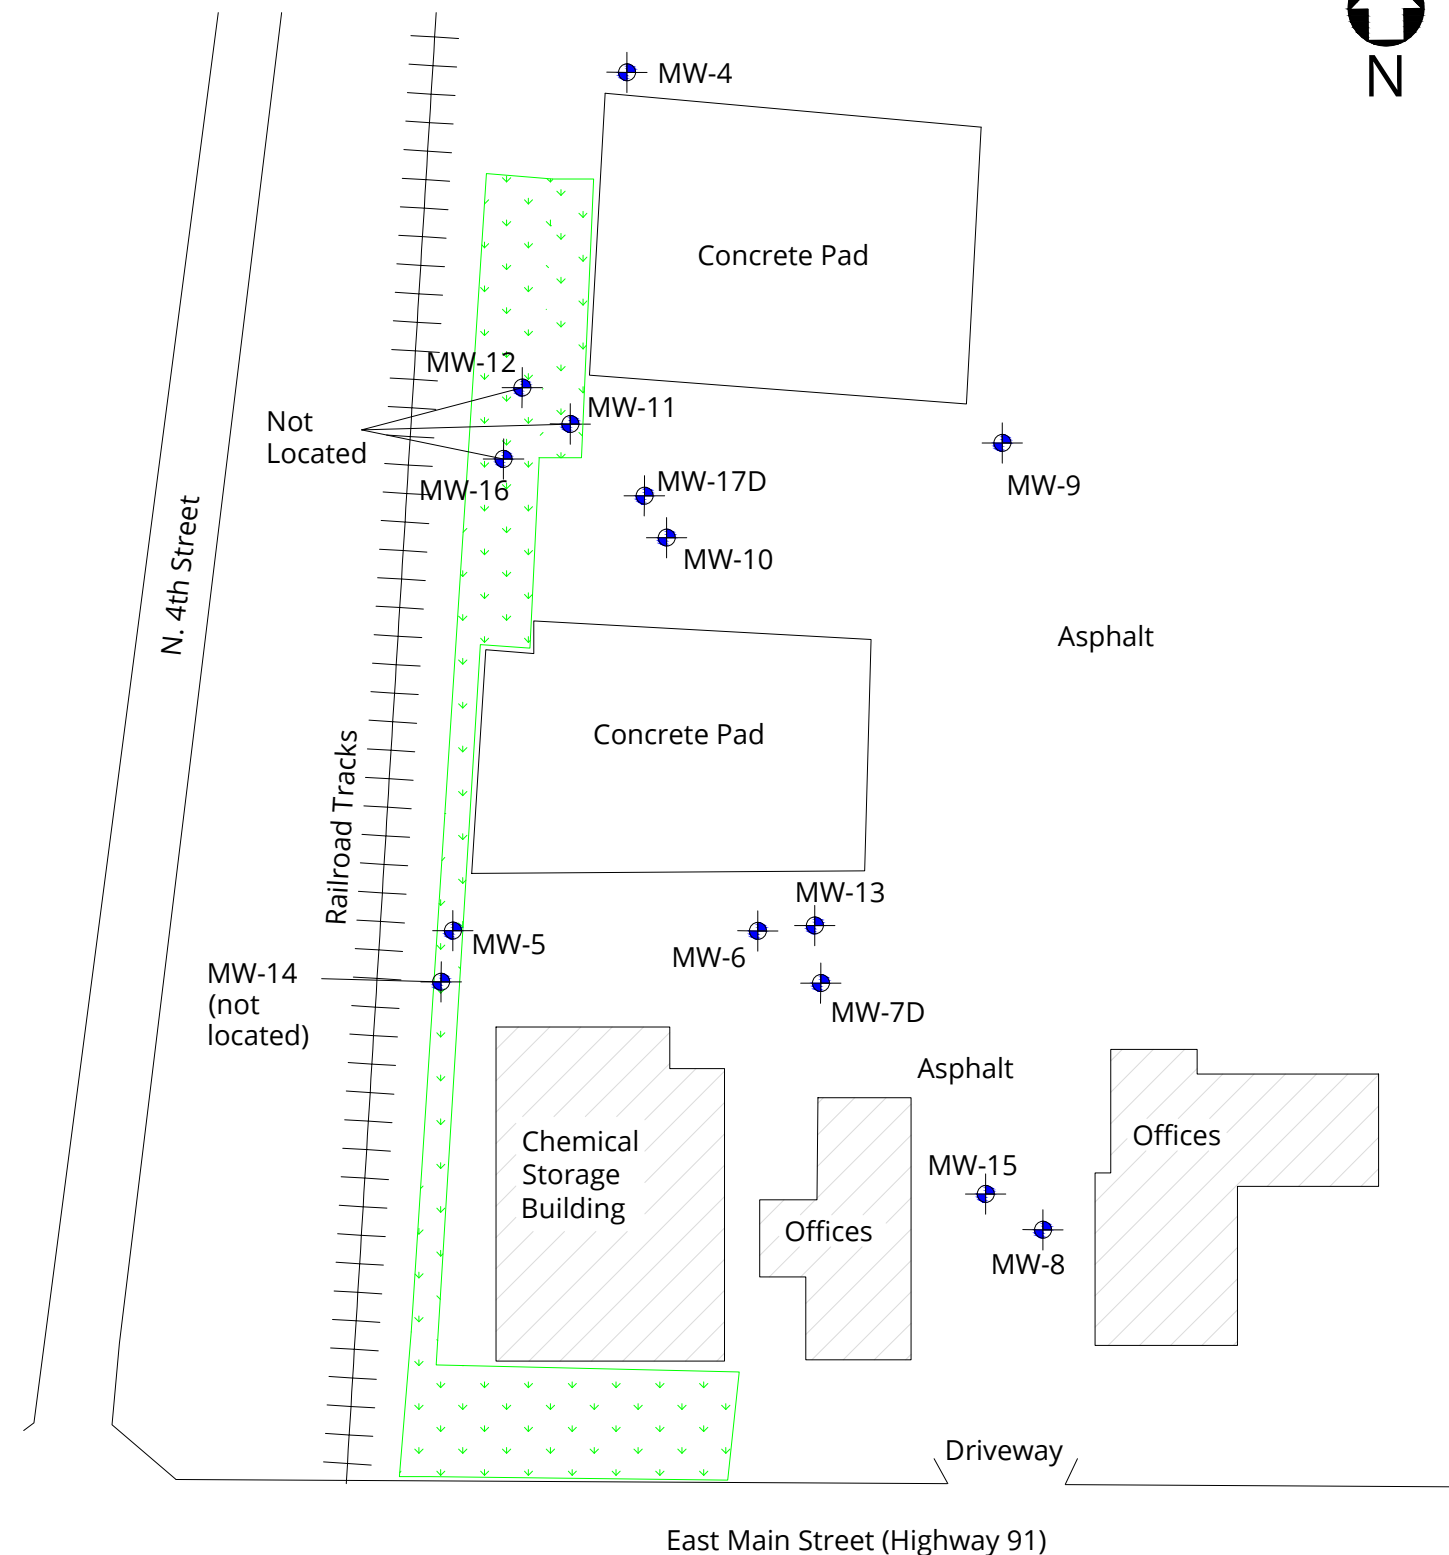 N
MW-4
Concrete Pad
MW-12
MW-11
Not
Located
MW-16
MW-17D
MW-9
MW-10
N. 4th Street
Asphalt
Concrete Pad
Railroad Tracks
MW-13
MW-5
MW-6
MW-14
(not
located)
MW-7D
Asphalt
Chemical
Storage
Building
Offices
MW-15
Offices
MW-8
Driveway
East Main Street (Highway 91)